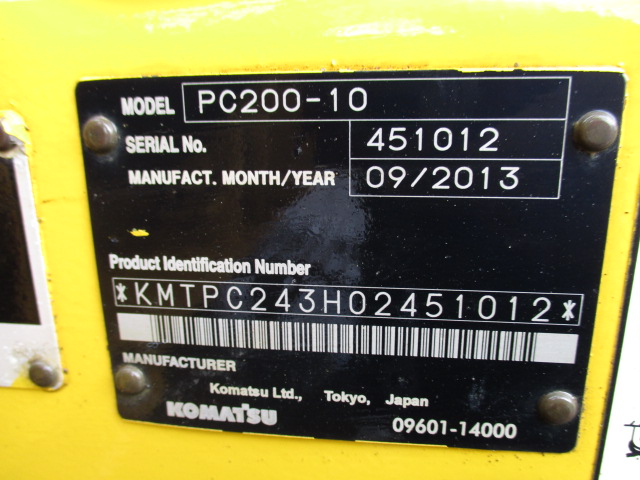 MODEL PC200-10
SERIAL No. 451012
MANUFACT. MONTH/YEAR 09/2013
Product Identification Number
*KMTPC243H02451012*
MANUFACTURER
Komatsu Ltd., Tokyo, Japan
KOMATSU
09601-14000